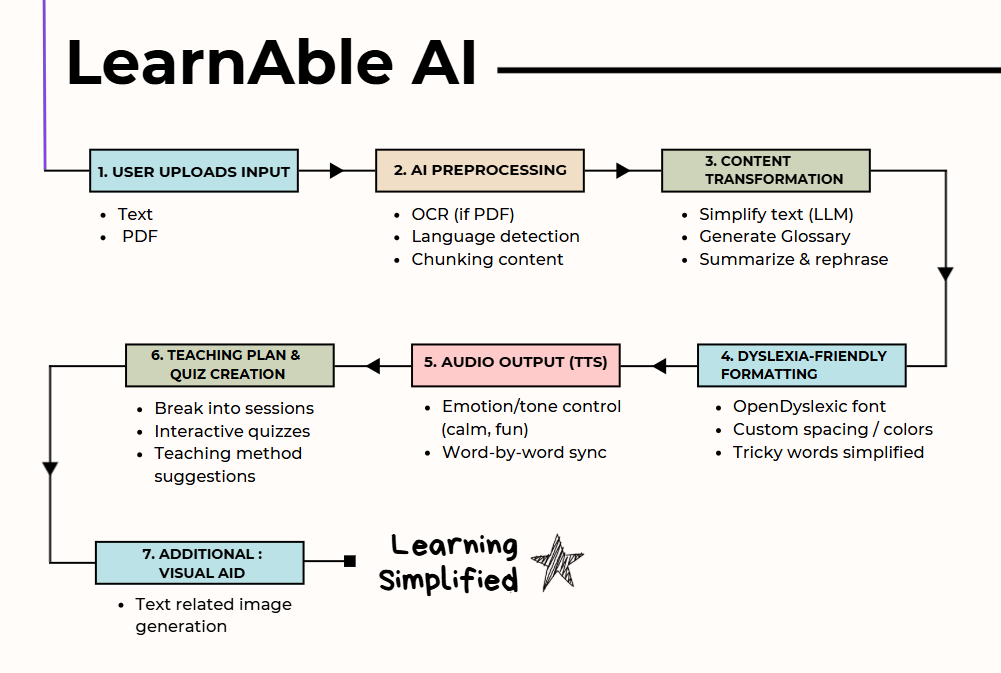 LearnAble AI
1. USER UPLOADS INPUT
• Text
• PDF
2. AI PREPROCESSING
• OCR (if PDF)
• Language detection
• Chunking content
3. CONTENT
TRANSFORMATION
• Simplify text (LLM)
• Generate Glossary
• Summarize & rephrase
4. DYSLEXIA-FRIENDLY
FORMATTING
• OpenDyslexic font
• Custom spacing / colors
• Tricky words simplified
5. AUDIO OUTPUT (TTS)
• Emotion/tone control
(calm, fun)
• Word-by-word sync
6. TEACHING PLAN &
QUIZ CREATION
• Break into sessions
• Interactive quizzes
• Teaching method
suggestions
7. ADDITIONAL :
VISUAL AID
• Text related image
generation
Learning
Simplified